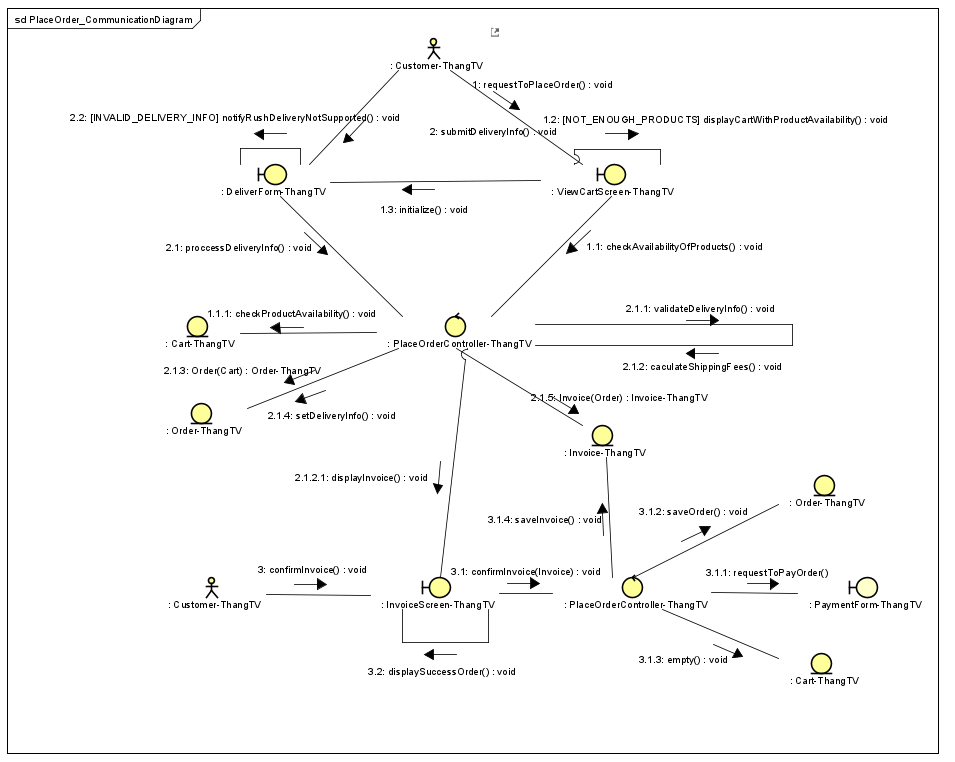 sd PlaceOrder_CommunicationDiagram
: Customer-ThangTV
1: requestToPlaceOrder() : void
2.2: [INVALID_DELIVERY_INFO] notifyRushDeliveryNotSupported() : void
1.2: [NOT_ENOUGH_PRODUCTS] displayCartWithProductAvailability() : void
2: submitDeliveryInfo() : void
: DeliverForm-ThangTV
: ViewCartScreen-ThangTV
1.3: initialize() : void
2.1: proccessDeliveryInfo() : void
1.1: checkAvailabilityOfProducts() : void
1.1.1: checkProductAvailability() : void
2.1.1: validateDeliveryInfo() : void
: Cart-ThangTV
: PlaceOrderController-ThangTV
2.1.3: Order(Cart) : Order-ThangTV
2.1.2: caculateShippingFees() : void
2.1.5: Invoice(Order) : Invoice-ThangTV
2.1.4: setDeliveryInfo() : void
: Order-ThangTV
: Invoice-ThangTV
2.1.2.1: displayInvoice() : void
: Order-ThangTV
3.1.4: saveInvoice() : void
3.1.2: saveOrder() : void
3: confirmInvoice() : void
3.1: confirmInvoice(Invoice) : void
3.1.1: requestToPayOrder()
: Customer-ThangTV
: InvoiceScreen-ThangTV
: PlaceOrderController-ThangTV
: PaymentForm-ThangTV
3.1.3: empty() : void
3.2: displaySuccessOrder() : void
: Cart-ThangTV